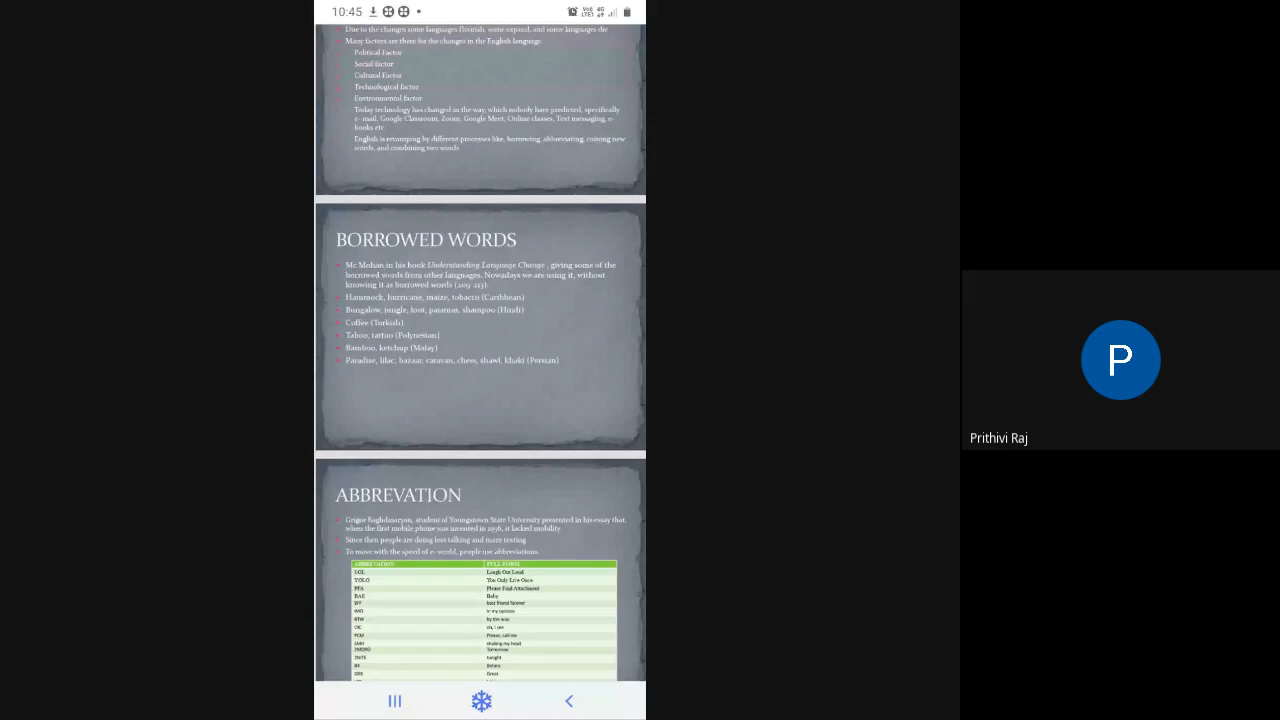 10:45
Vo)) LTE) 4G
Due to the changes some languages flourish, some expand, and some languages die
Many factors are there for the changes in the English language
Political Factor
Social factor
Cultural Factor
Technological factor
Environmental factor
Today technology has changed in the way, which nobody have predicted, specifically
e- mail, Google Classroom, Zoom, Google Meet, Online classes, Text messaging, e-
books etc
English is revamping by different processes like, borrowing, abbreviating, coining new
words, and combining two words
BORROWED WORDS
Mc Mohan in his book Understanding Language Change , giving some of the
borrowed words from other languages. Nowadays we are using it, without
knowing it as borrowed words (209-213).
Hammock, hurricane, maize, tobacco (Caribbean)
Bungalow, jungle, loot, pajamas, shampoo (Hindi)
Coffee (Turkish)
Taboo, tattoo (Polynesian)
Bamboo, ketchup (Malay)
Paradise, lilac, bazaar, caravan, chess, shawl, khaki (Persian)
P
Prithivi Raj
ABBREVATION
Grigor Baghdanaryan, student of Youngstown State University presented in his essay that,
when the first mobile phone was invented in 1956, it lacked mobility
Since then people are doing less talking and more texting
To move with the speed of e- world, people use abbreviations.
ABBREVATION FULL FORM
LOL Laugh Out Loud
YOLO You Only Live Once
PFA Please Find Attachment
BAE Baby
BFF best friend forever
IMO in my opinion
BTW by the way
OIC oh, I see
PCM Please, call me
SMH shaking my head
2MORO Tomorrow
2NITE tonight
B4 Before
GR8 Great